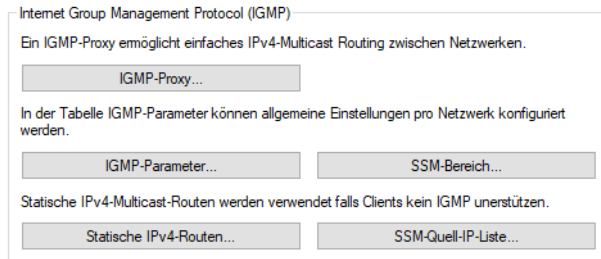 Internet Group Management Protocol (IGMP)
Ein IGMP-Proxy ermöglicht einfaches IPv4-Multicast Routing zwischen Netzwerken.
IGMP-Proxy...
In der Tabelle IGMP-Parameter können allgemeine Einstellungen pro Netzwerk konfiguriert
werden.
IGMP-Parameter...
SSM-Bereich...
Statische IPv4-Multicast-Routen werden verwendet falls Clients kein IGMP unerstützen.
Statische IPv4-Routen...
SSM-Quell-IP-Liste...